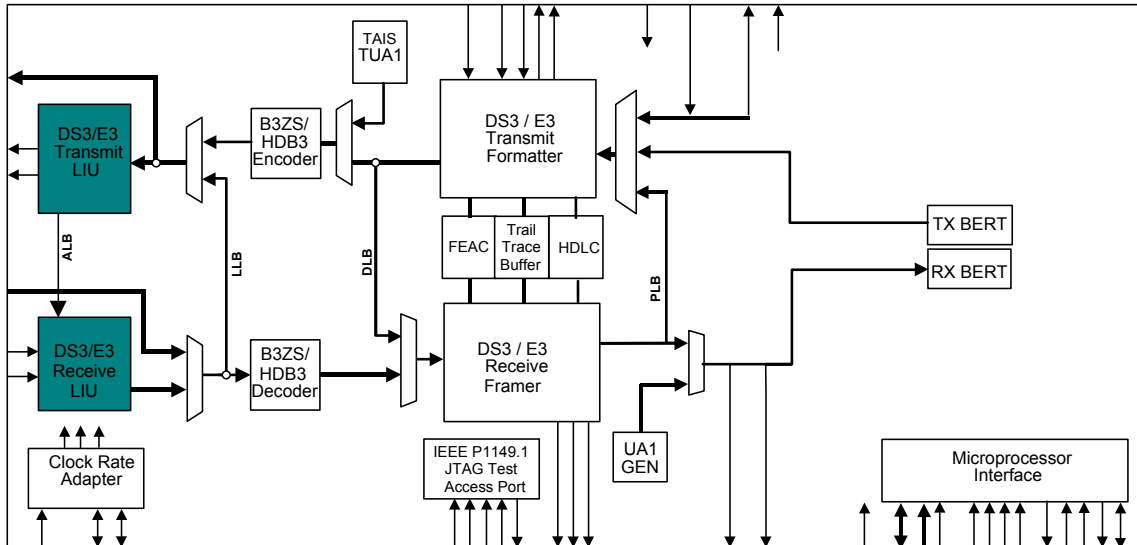 TAIS
TUA1
DS3/E3
Transmit
LIU
B3ZS/
HDB3
Encoder
DS3 / E3
Transmit
Formatter
ALB
LLB
DLB
FEAC
Trail
Trace
Buffer
HDLC
PLB
TX BERT
RX BERT
DS3/E3
Receive
LIU
B3ZS/
HDB3
Decoder
DS3 / E3
Receive
Framer
Clock Rate
Adapter
IEEE P1149.1
JTAG Test
Access Port
UA1
GEN
Microprocessor
Interface